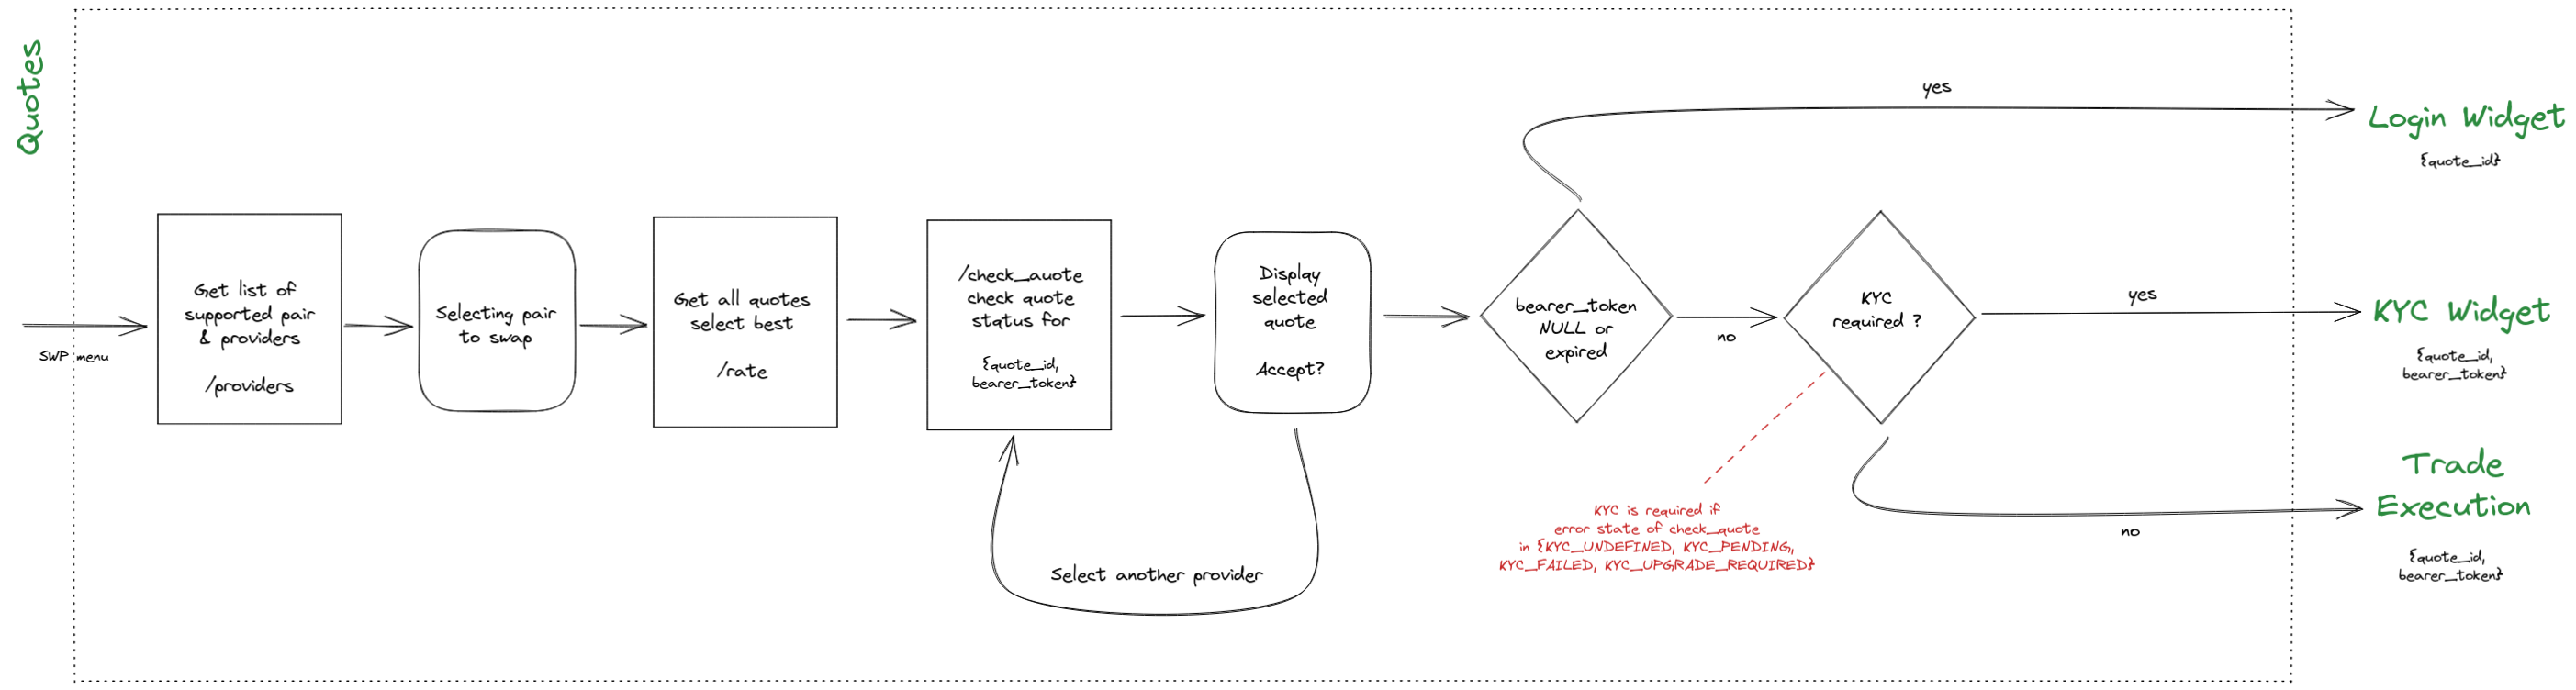 Quotes
SWP menu
Get list of
supported pair
& providers
/providers
Selecting pair
to swap
Get all quotes
select best
/rate
/check_auote
check quote
status for
{quote_id,
bearer_token}
Display
selected
quote
Accept?
Select another provider
bearer_token
NULL or
expired
yes
no
KYC
required ?
yes
no
KYC is required if
error state of check_quote
in {KYC_UNDEFINED, KYC_PENDING,
KYC_FAILED, KYC_UPGRADE_REQUIRED}
Login Widget
{quote_id}
KYC Widget
{quote_id,
bearer_token}
Trade
Execution
{quote_id,
bearer_token}